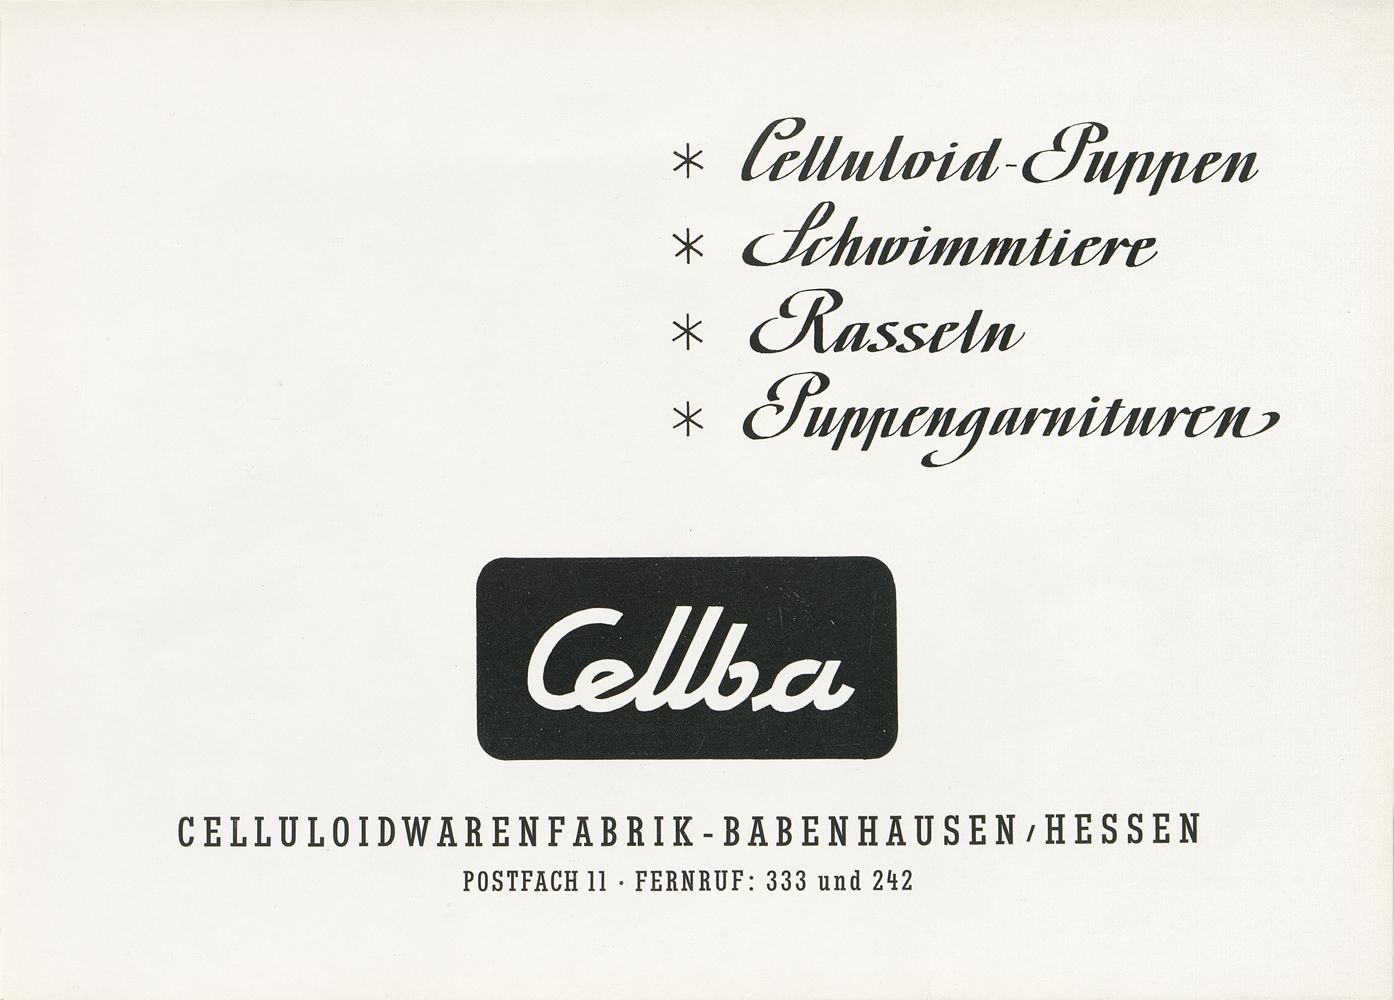 * Celluloid-Puppen
* Schwimmtiere
* Rasseln
* Puppengarnituren
Cellba
CELLULOIDWARENFABRIK-BABENHAUSEN/HESSEN
POSTFACH 11 · FERNRUF: 333 und 242